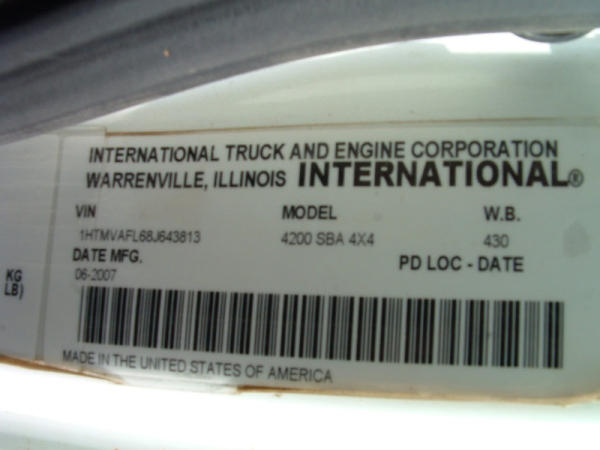 INTERNATIONAL TRUCK AND ENGINE CORPORATION
WARRENVILLE, ILLINOIS INTERNATIONAL®
VIN MODEL W.B.
1HTMVAFL68J643813 4200 SBA 4X4 430
DATE MFG. PD LOC - DATE
06-2007
KG
LB)
MADE IN THE UNITED STATES OF AMERICA